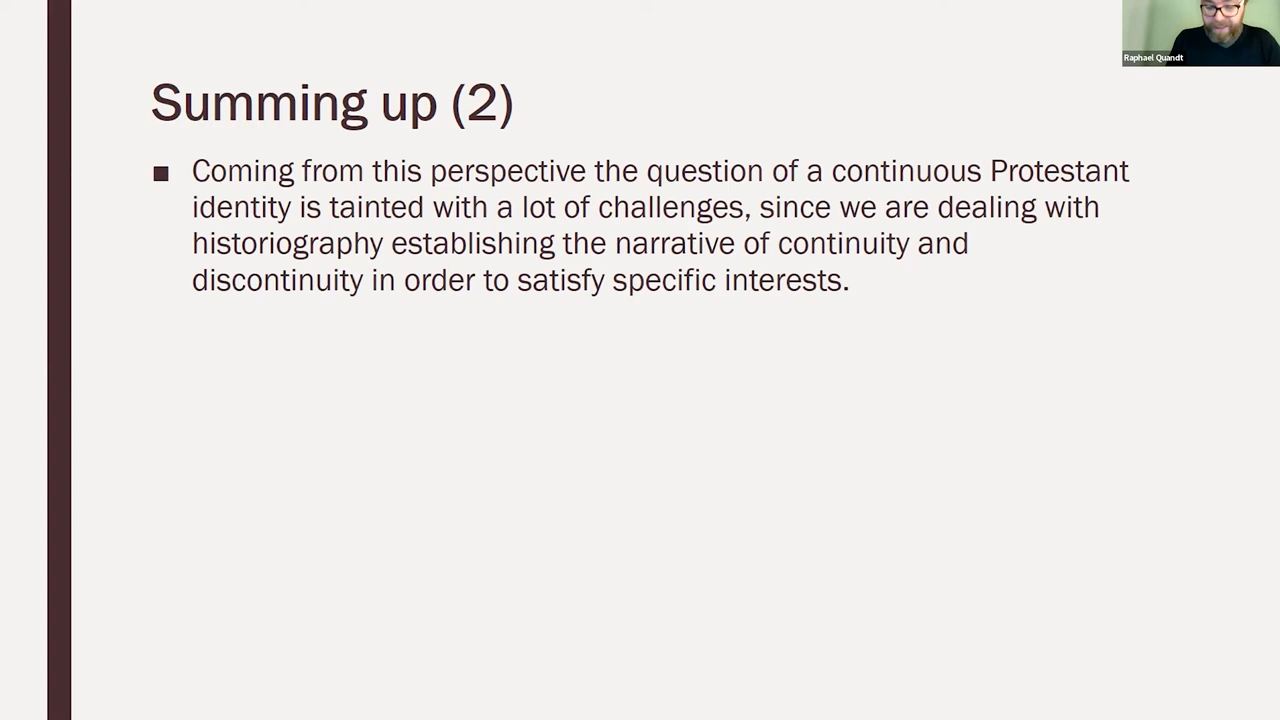 Raphael Quandt
Summing up (2)
■ Coming from this perspective the question of a continuous Protestant
identity is tainted with a lot of challenges, since we are dealing with
historiography establishing the narrative of continuity and
discontinuity in order to satisfy specific interests.